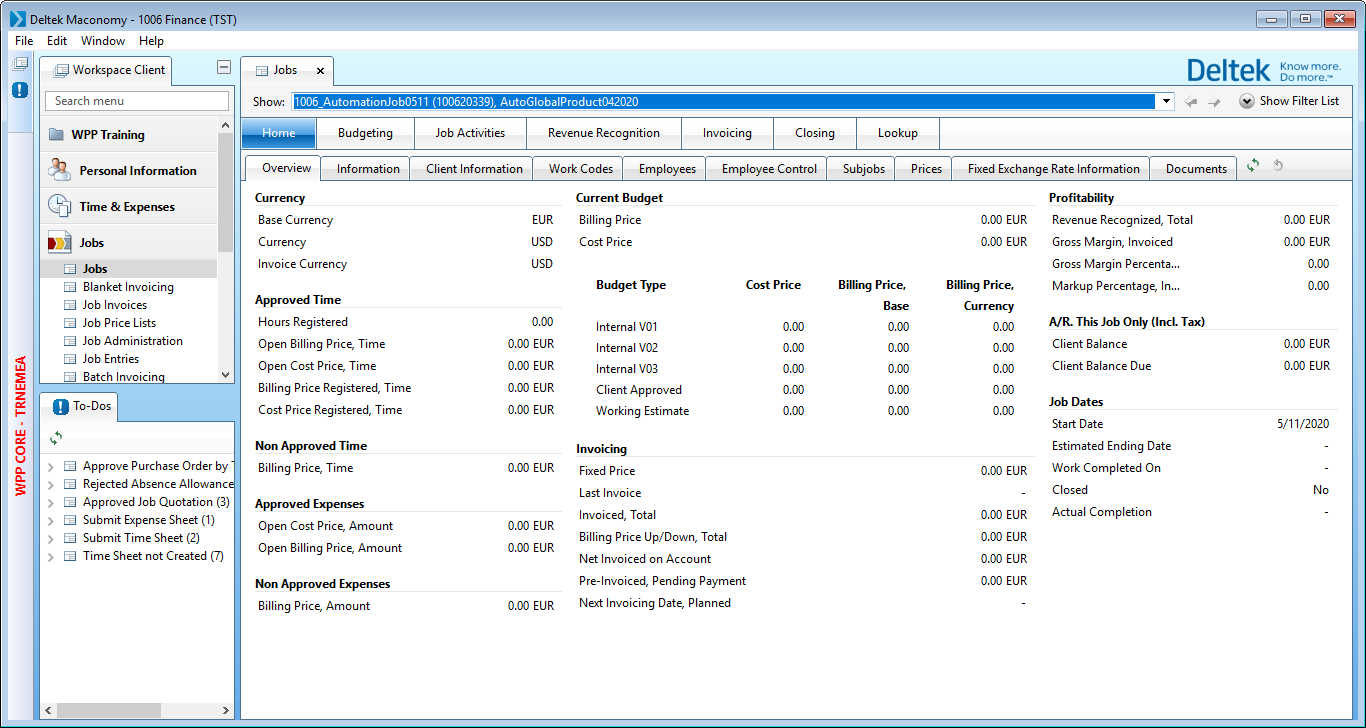 Deltek Maconomy - 1006 Finance (TST)
File Edit Window Help
Workspace Client
Search menu
WPP Training
Personal Information
Time & Expenses
Jobs
Jobs
Blanket Invoicing
Job Invoices
Job Price Lists
Job Administration
Job Entries
Batch Invoicing
WPP CORE - TRNEMEA
To-Dos
Approve Purchase Order by
Rejected Absence Allowance
Approved Job Quotation (3)
Submit Expense Sheet (1)
Submit Time Sheet (2)
Time Sheet not Created (7)
Jobs
Deltek Know more.
Do more.™
Show: 1006_AutomationJob0511 (100620339), AutoGlobalProduct042020 Show Filter List
Home Budgeting Job Activities Revenue Recognition Invoicing Closing Lookup
Overview Information Client Information Work Codes Employees Employee Control Subjobs Prices Fixed Exchange Rate Information Documents
Currency
Base Currency EUR
Currency USD
Invoice Currency USD
Approved Time
Hours Registered 0.00
Open Billing Price, Time 0.00 EUR
Open Cost Price, Time 0.00 EUR
Billing Price Registered, Time 0.00 EUR
Cost Price Registered, Time 0.00 EUR
Non Approved Time
Billing Price, Time 0.00 EUR
Approved Expenses
Open Cost Price, Amount 0.00 EUR
Open Billing Price, Amount 0.00 EUR
Non Approved Expenses
Billing Price, Amount 0.00 EUR
Current Budget
Billing Price 0.00 EUR
Cost Price 0.00 EUR
Budget Type Cost Price Billing Price, Billing Price,
Base Currency
Internal V01 0.00 0.00 0.00
Internal V02 0.00 0.00 0.00
Internal V03 0.00 0.00 0.00
Client Approved 0.00 0.00 0.00
Working Estimate 0.00 0.00 0.00
Invoicing
Fixed Price 0.00 EUR
Last Invoice -
Invoiced, Total 0.00 EUR
Billing Price Up/Down, Total 0.00 EUR
Net Invoiced on Account 0.00 EUR
Pre-Invoiced, Pending Payment 0.00 EUR
Next Invoicing Date, Planned -
Profitability
Revenue Recognized, Total 0.00 EUR
Gross Margin, Invoiced 0.00 EUR
Gross Margin Percenta... 0.00
Markup Percentage, In... 0.00
A/R. This Job Only (Incl. Tax)
Client Balance 0.00 EUR
Client Balance Due 0.00 EUR
Job Dates
Start Date 5/11/2020
Estimated Ending Date -
Work Completed On -
Closed No
Actual Completion -